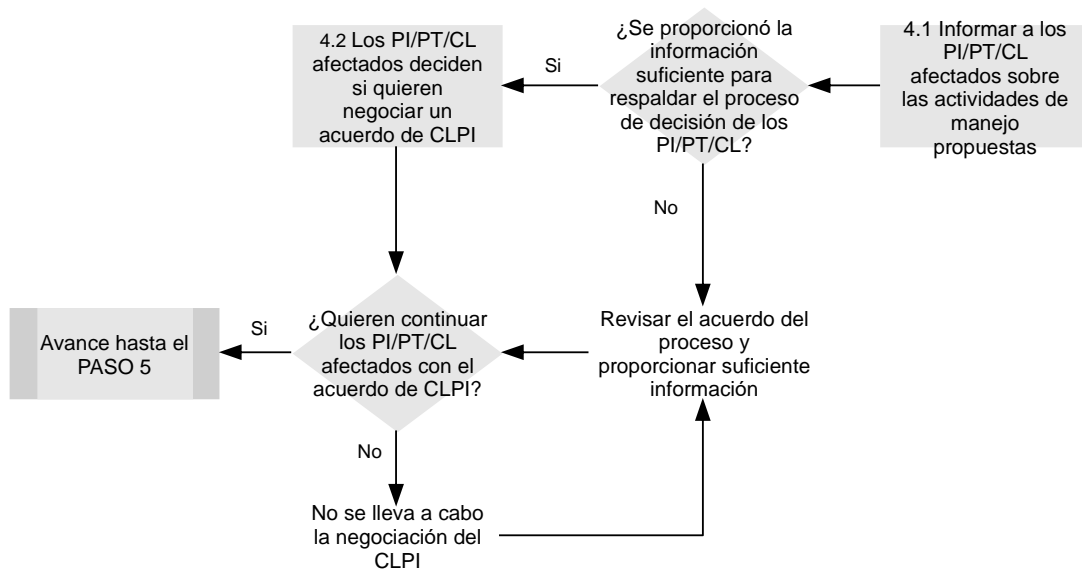 4.2 Los PI/PT/CL
afectados deciden
si quieren
negociar un
acuerdo de CLPI
Si
¿Se proporcionó la
información
suficiente para
respaldar el proceso
de decisión de los
PI/PT/CL?
4.1 Informar a los
PI/PT/CL
afectados sobre
las actividades de
manejo
propuestas
No
Avance hasta el
PASO 5
Si
¿Quieren continuar
los PI/PT/CL
afectados con el
acuerdo de CLPI?
Revisar el acuerdo del
proceso y
proporcionar suficiente
información
No
No se lleva a cabo
la negociación del
CLPI